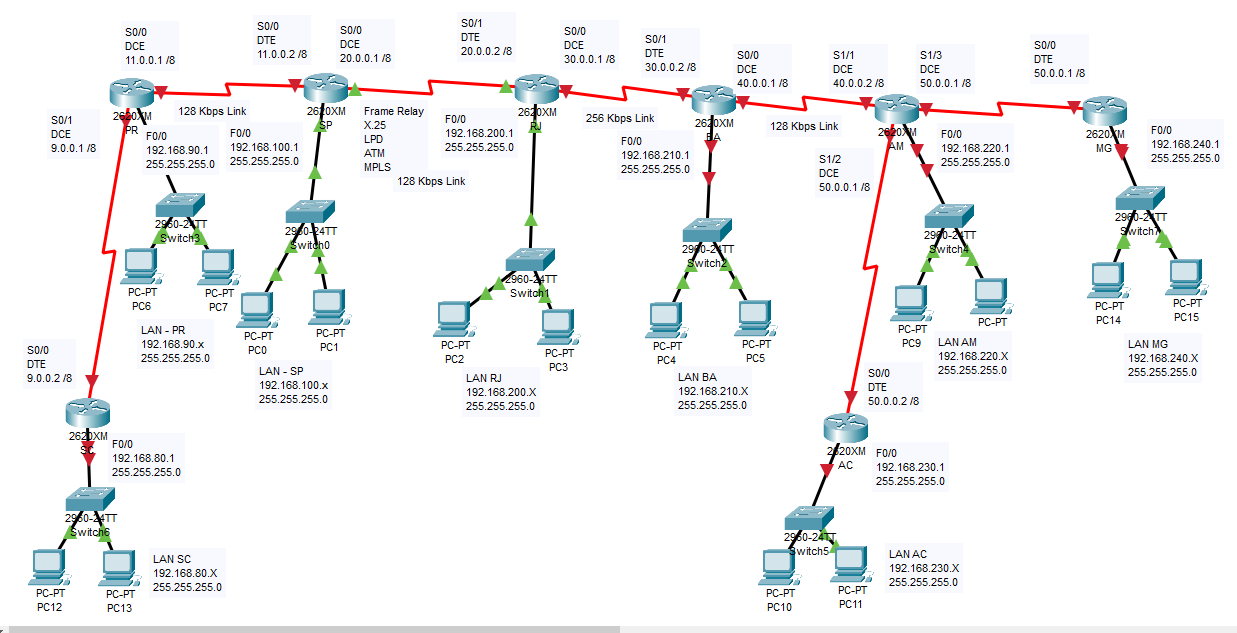 S0/0
DCE
11.0.0.1 /8
S0/0
DTE
11.0.0.2 /8
S0/0
DCE
20.0.0.1 /8
S0/1
DTE
20.0.0.2 /8
S0/0
DCE
30.0.0.1 /8
S0/1
DTE
30.0.0.2 /8
S0/0
DCE
40.0.0.1 /8
S1/1
DCE
40.0.0.2 /8
S1/3
DCE
50.0.0.1 /8
S0/0
DTE
50.0.0.1 /8
2620XM
PR
128 Kbps Link
2620XM
SP
Frame Relay
X.25
LPD
ATM
MPLS
128 Kbps Link
2620XM
RJ
256 Kbps Link
2620XM
BA
128 Kbps Link
2620XM
AM
2620XM
MG
S0/1
DCE
9.0.0.1 /8
F0/0
192.168.90.1
255.255.255.0
F0/0
192.168.100.1
255.255.255.0
F0/0
192.168.200.1
255.255.255.0
F0/0
192.168.210.1
255.255.255.0
S1/2
DCE
50.0.0.1 /8
F0/0
192.168.220.1
255.255.255.0
F0/0
192.168.240.1
255.255.255.0
2960-24TT
Switch3
2960-24TT
Switch0
2960-24TT
Switch1
2960-24TT
Switch2
2960-24TT
Switch4
2960-24TT
Switch7
PC-PT
PC6
PC-PT
PC7
PC-PT
PC0
PC-PT
PC1
PC-PT
PC2
PC-PT
PC3
PC-PT
PC4
PC-PT
PC5
PC-PT
PC9
PC-PT
PC-PT
PC14
PC-PT
PC15
LAN - PR
192.168.90.x
255.255.255.0
LAN - SP
192.168.100.x
255.255.255.0
LAN RJ
192.168.200.X
255.255.255.0
LAN BA
192.168.210.X
255.255.255.0
LAN AM
192.168.220.X
255.255.255.0
LAN MG
192.168.240.X
255.255.255.0
S0/0
DTE
9.0.0.2 /8
S0/0
DTE
50.0.0.2 /8
2620XM
SC
F0/0
192.168.80.1
255.255.255.0
2620XM
AC
F0/0
192.168.230.1
255.255.255.0
2960-24TT
Switch6
2960-24TT
Switch5
PC-PT
PC12
PC-PT
PC13
LAN SC
192.168.80.X
255.255.255.0
PC-PT
PC10
PC-PT
PC11
LAN AC
192.168.230.X
255.255.255.0